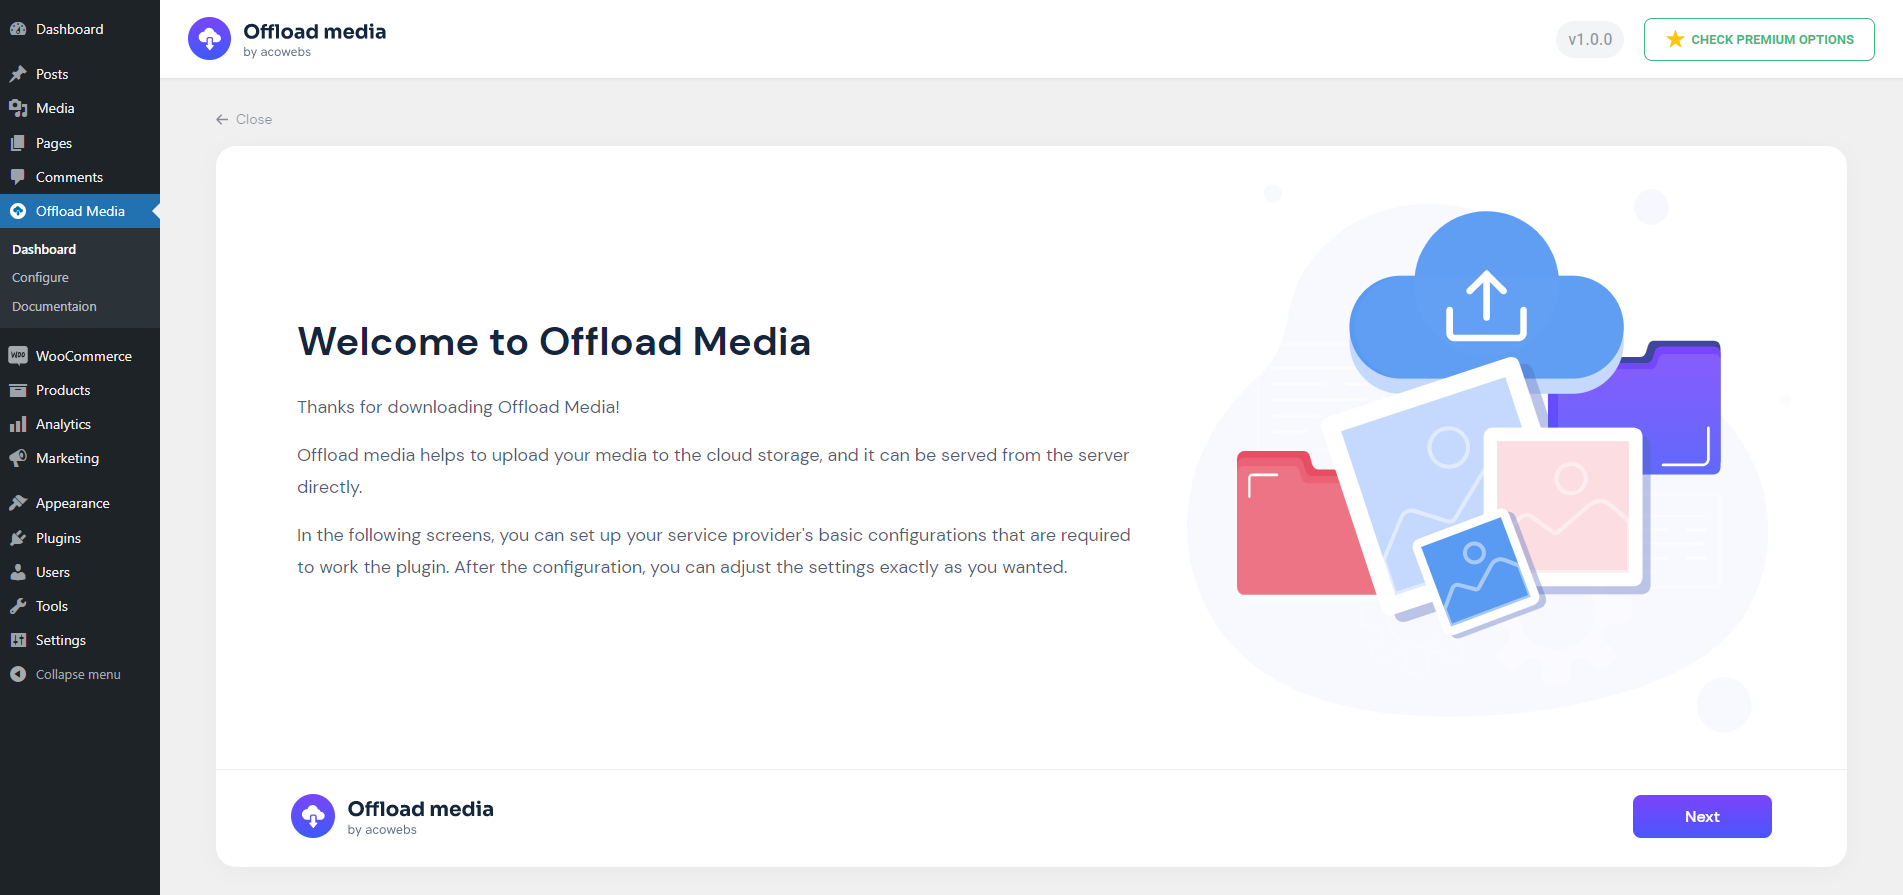 Dashboard
Posts
Media
Pages
Comments
Offload Media
Dashboard
Configure
Documentaion
WOO WooCommerce
Products
Analytics
Marketing
Appearance
Plugins
Users
Tools
Settings
Collapse menu
Offload media
by acowebs
v1.0.0
CHECK PREMIUM OPTIONS
← Close
Welcome to Offload Media
Thanks for downloading Offload Media!
Offload media helps to upload your media to the cloud storage, and it can be served from the server
directly.
In the following screens, you can set up your service provider's basic configurations that are required
to work the plugin. After the configuration, you can adjust the settings exactly as you wanted.
Offload media
by acowebs
Next